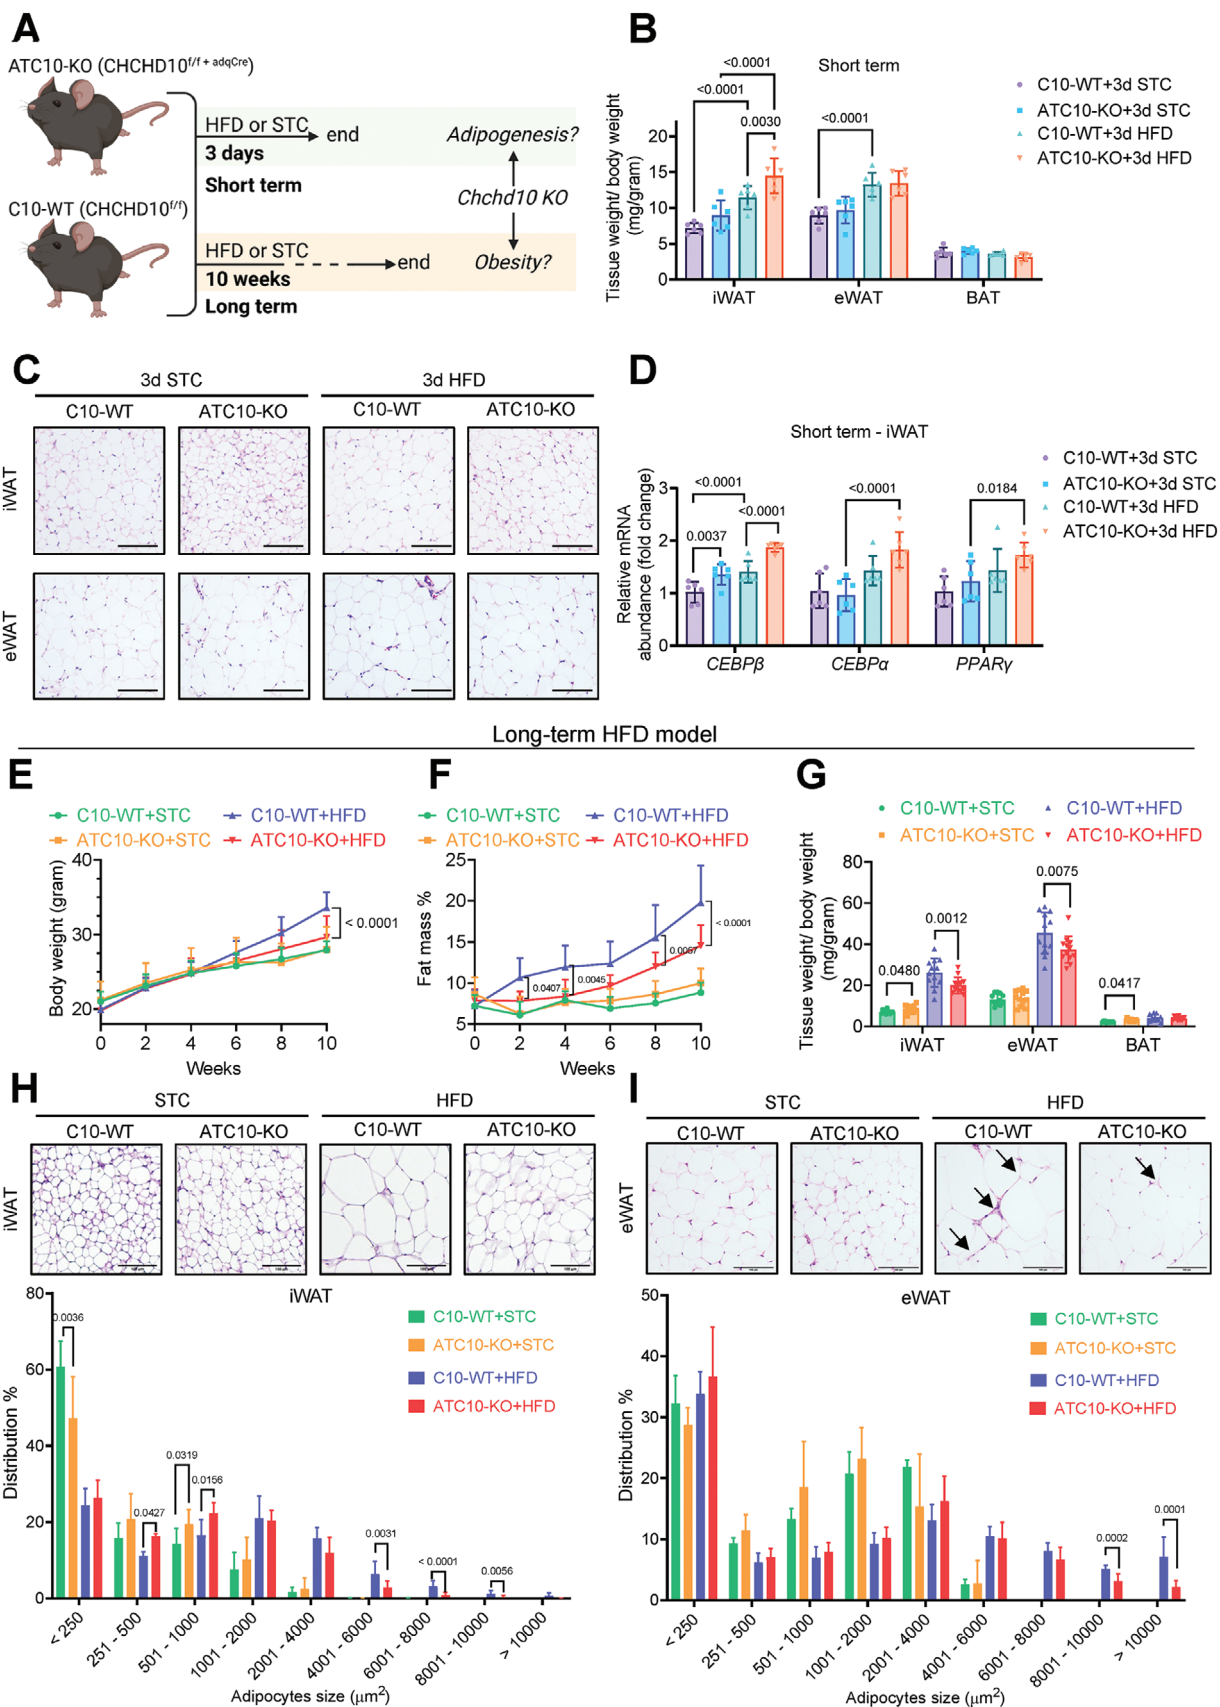 A
ATC10-KO (CHCHD10f/f + adqCre)
HFD or STC
end
3 days
Short term
Adipogenesis?
Chchd10 KO
C10-WT (CHCHD10f/f)
HFD or STC
end
10 weeks
Long term
Obesity?
B
Short term
Tissue weight/ body weight
(mg/gram)
20
15
10
5
0
<0.0001
<0.0001
0.0030
<0.0001
iWAT
eWAT
BAT
C10-WT+3d STC
ATC10-KO+3d STC
C10-WT+3d HFD
ATC10-KO+3d HFD
C
3d STC
3d HFD
C10-WT
ATC10-KO
C10-WT
ATC10-KO
iWAT
eWAT
D
Short term - iWAT
Relative mRNA
abundance (fold change)
3
2
1
0
<0.0001
0.0037
<0.0001
<0.0001
0.0184
CEBPβ
CEBPα
PPARγ
C10-WT+3d STC
ATC10-KO+3d STC
C10-WT+3d HFD
ATC10-KO+3d HFD
Long-term HFD model
E
C10-WT+STC
C10-WT+HFD
ATC10-KO+STC
ATC10-KO+HFD
Body weight (gram)
40
30
20
< 0.0001
0 2 4 6 8 10
Weeks
F
C10-WT+STC
C10-WT+HFD
ATC10-KO+STC
ATC10-KO+HFD
Fat mass %
25
20
15
10
5
0.0407
0.0045
0.0057
< 0.0001
0 2 4 6 8 10
Weeks
G
C10-WT+STC
C10-WT+HFD
ATC10-KO+STC
ATC10-KO+HFD
Tissue weight/ body weight
(mg/gram)
80
60
40
20
0
0.0480
0.0012
0.0075
0.0417
iWAT
eWAT
BAT
H
STC
HFD
C10-WT
ATC10-KO
C10-WT
ATC10-KO
iWAT
iWAT
Distribution %
80
60
40
20
0
0.0036
0.0427
0.0319
0.0156
0.0031
< 0.0001
0.0056
C10-WT+STC
ATC10-KO+STC
C10-WT+HFD
ATC10-KO+HFD
< 250
251 - 500
501 - 1000
1001 - 2000
2001 - 4000
4001 - 6000
6001 - 8000
8001 - 10000
> 10000
Adipocytes size (μm2)
I
STC
HFD
C10-WT
ATC10-KO
C10-WT
ATC10-KO
eWAT
eWAT
Distribution %
50
40
30
20
10
0
0.0002
0.0001
C10-WT+STC
ATC10-KO+STC
C10-WT+HFD
ATC10-KO+HFD
< 250
251 - 500
501 - 1000
1001 - 2000
2001 - 4000
4001 - 6000
6001 - 8000
8001 - 10000
> 10000
Adipocytes size (μm2)